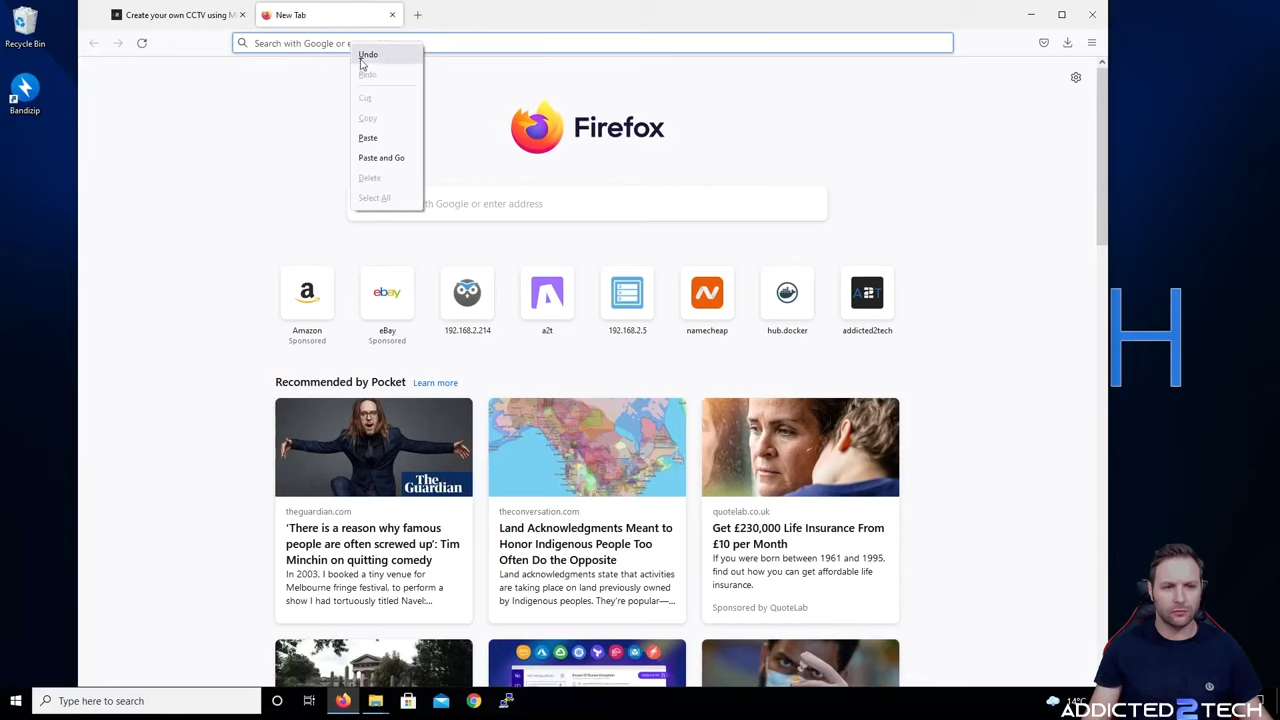 Create your own CCTV using M
New Tab
Recycle Bin
Search with Google or e
Undo
Redo
Cut
Copy
Paste
Paste and Go
Delete
Select All
Bandizip
Firefox
th Google or enter address
Amazon
Sponsored
ebay
eBay
Sponsored
192.168.2.214
a2t
192.168.2.5
namecheap
hub.docker
A2T
addicted2tech
H
Recommended by Pocket
Learn more
The
Guardian
theguardian.com
‘There is a reason why famous
people are often screwed up’: Tim
Minchin on quitting comedy
In 2003, I booked a tiny venue for
Melbourne fringe festival, to perform a
show I had tortuously titled Navel:...
theconversation.com
Land Acknowledgments Meant to
Honor Indigenous People Too
Often Do the Opposite
Land acknowledgments state that activities
are taking place on land previously owned
by Indigenous peoples. They’re popular—...
quotelab.co.uk
Get £230,000 Life Insurance From
£10 per Month
If you were born between 1961 and 1995,
find out how you can get affordable life
insurance.
Sponsored by QuoteLab
Type here to search
14°C
ADDICTED2TECH